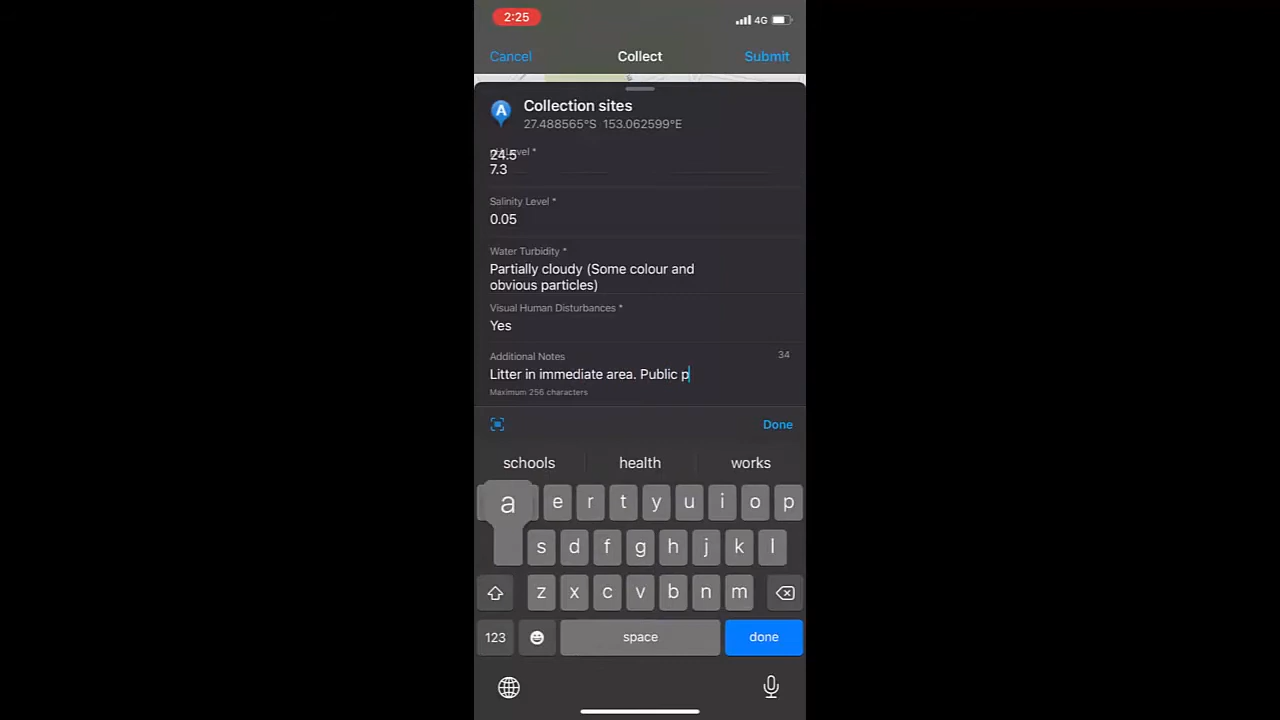 2:25
4G
Cancel
Collect
Submit
A
Collection sites
27.488565°S 153.062599°E
Level *
24.5
7.3
Salinity Level *
0.05
Water Turbidity *
Partially cloudy (Some colour and
obvious particles)
Visual Human Disturbances *
Yes
Additional Notes
34
Litter in immediate area. Public p
Maximum 256 characters
Done
schools
health
works
a e r t y u i o p
s d f g h j k l
z x c v b n m
123
space
done